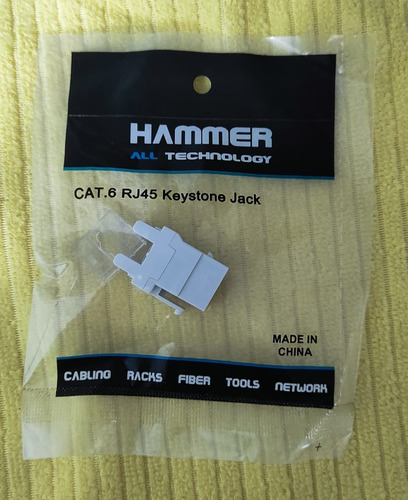 HAMMER
ALL TECHNOLOGY
CAT.6 RJ45 Keystone Jack
MADE IN
CHINA
CABLING RACKS FIBER TOOLS NETWORK